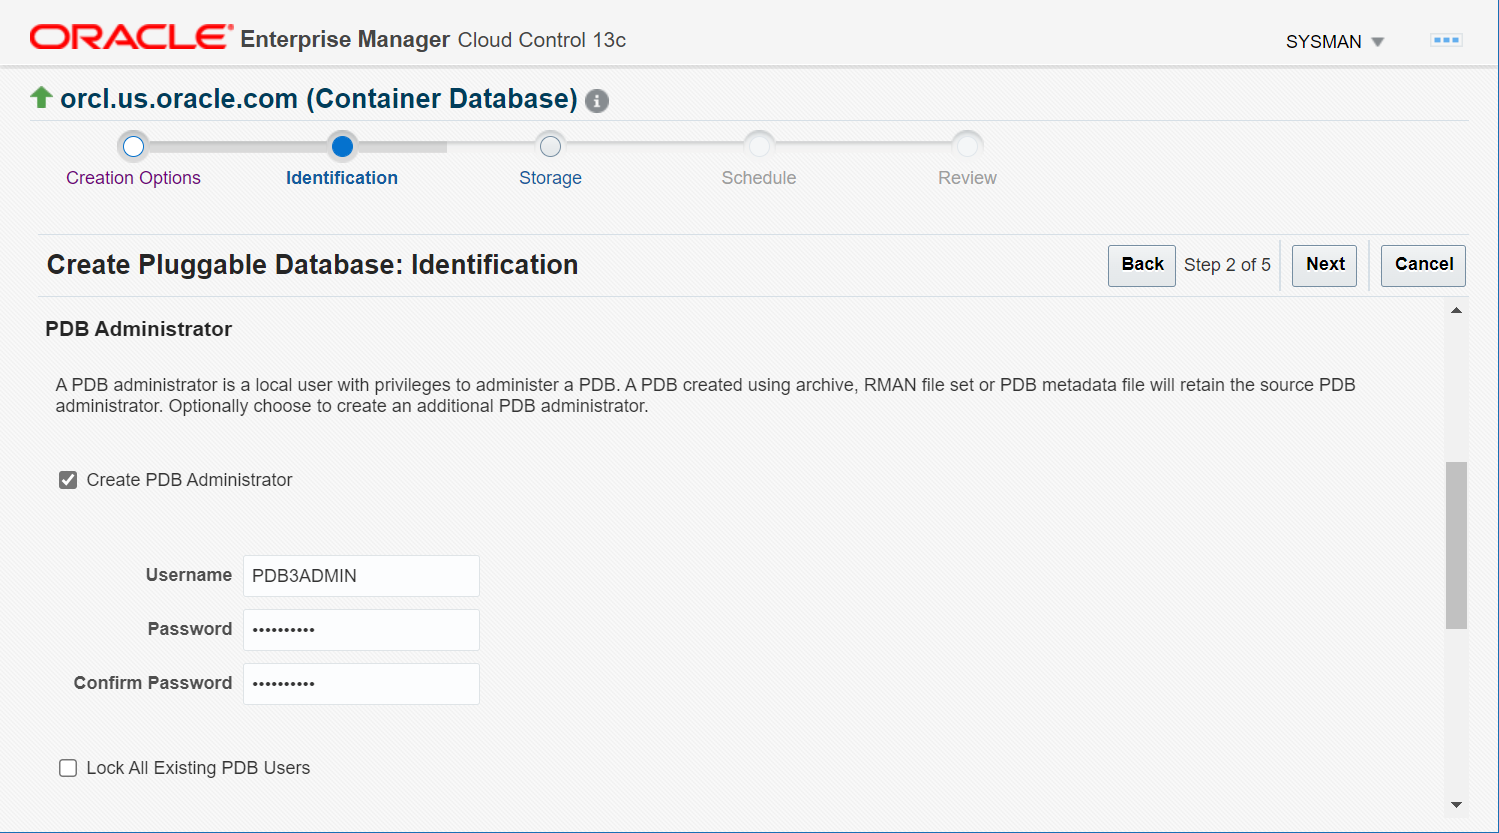 ORACLE® Enterprise Manager Cloud Control 13c
SYSMAN
orcl.us.oracle.com (Container Database)
Creation Options
Identification
Storage
Schedule
Review
Create Pluggable Database: Identification
Back
Step 2 of 5
Next
Cancel
PDB Administrator
A PDB administrator is a local user with privileges to administer a PDB. A PDB created using archive, RMAN file set or PDB metadata file will retain the source PDB
administrator. Optionally choose to create an additional PDB administrator.
Create PDB Administrator
Username PDB3ADMIN
Password ••••••••••
Confirm Password ••••••••••
Lock All Existing PDB Users